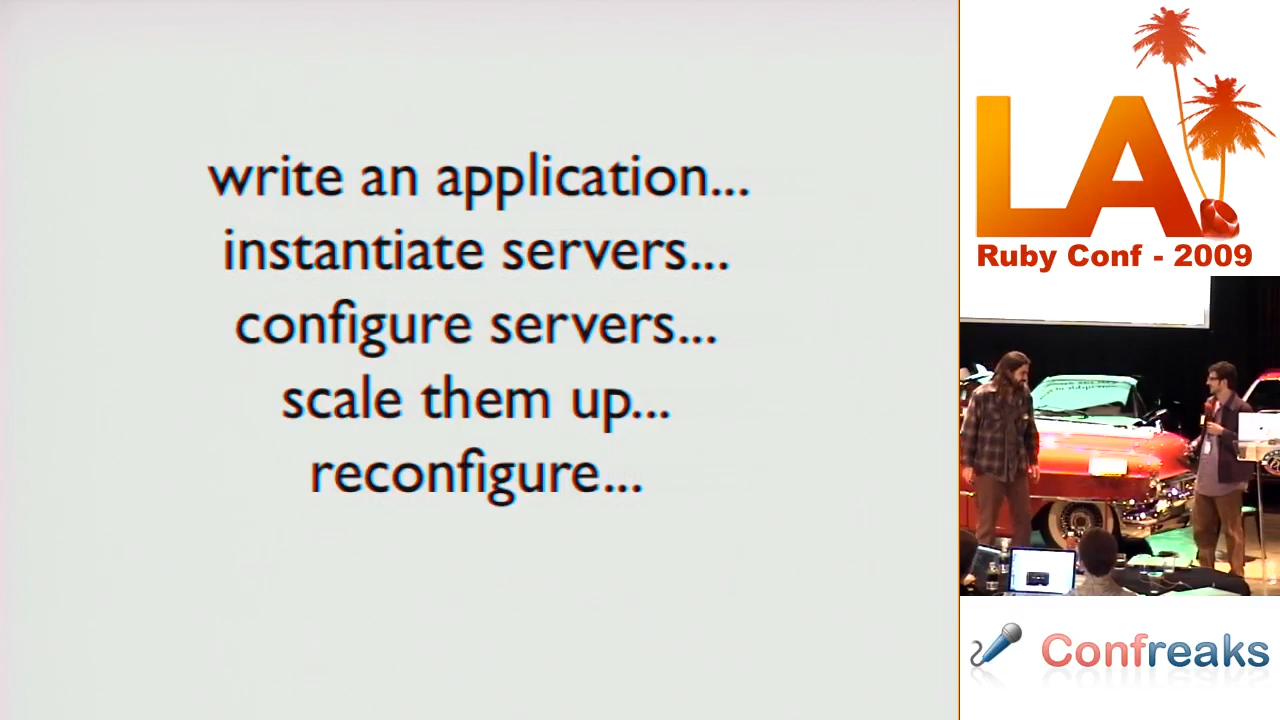 write an application...
instantiate servers...
configure servers...
scale them up...
reconfigure...
LA
Ruby Conf - 2009
Confreaks